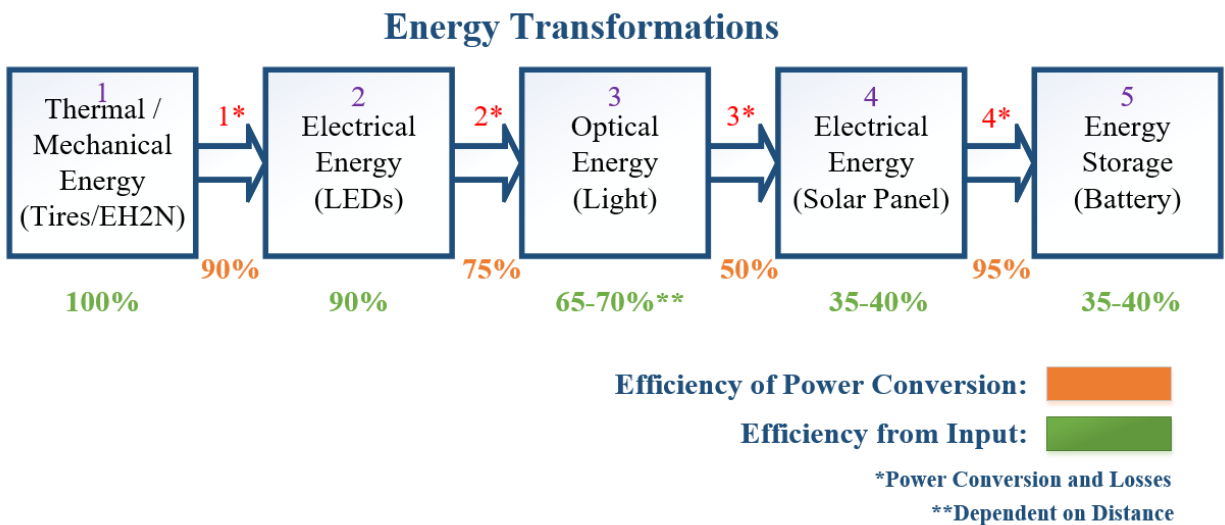 Energy Transformations
1
Thermal /
Mechanical
Energy
(Tires/EH2N)
1*
2
Electrical
Energy
(LEDs)
2*
3
Optical
Energy
(Light)
3*
4
Electrical
Energy
(Solar Panel)
4*
5
Energy
Storage
(Battery)
90%
75%
50%
95%
100%
90%
65-70%**
35-40%
35-40%
Efficiency of Power Conversion:
Efficiency from Input:
*Power Conversion and Losses
**Dependent on Distance